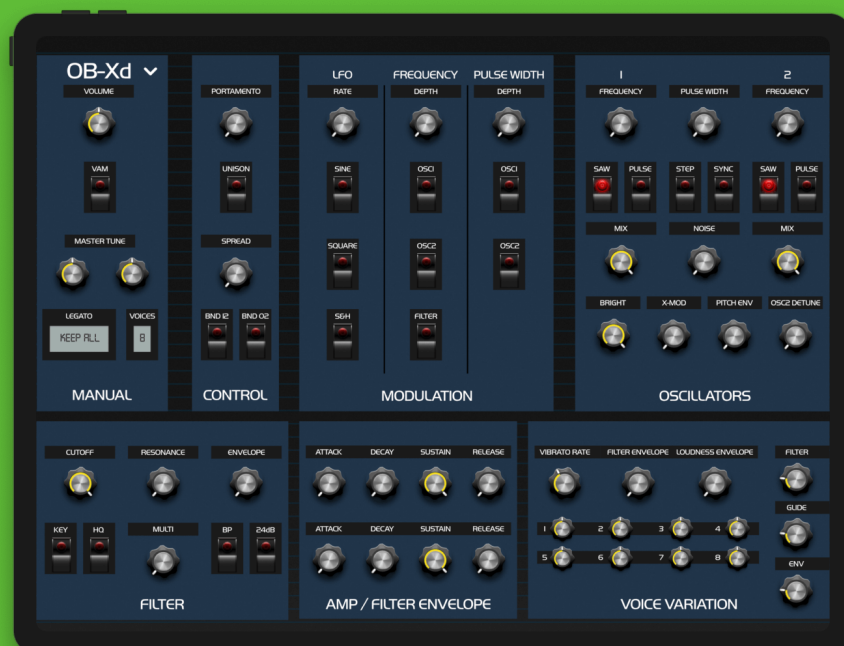 OB-Xd
VOLUME
VAM
MASTER TUNE
LEGATO VOICES
KEEP ALL 8
MANUAL
PORTAMENTO
UNISON
SPREAD
BND 12 BND O2
CONTROL
LFO FREQUENCY PULSE WIDTH
RATE DEPTH DEPTH
SINE OSC1 OSC1
SQUARE OSC2 OSC2
S&H FILTER
MODULATION
1 2
FREQUENCY PULSE WIDTH FREQUENCY
SAW PULSE STEP SYNC SAW PULSE
MIX NOISE MIX
BRIGHT X-MOD PITCH ENV OSC2 DETUNE
OSCILLATORS
CUTOFF RESONANCE ENVELOPE
KEY HQ MULTI BP 24dB
FILTER
ATTACK DECAY SUSTAIN RELEASE
ATTACK DECAY SUSTAIN RELEASE
AMP / FILTER ENVELOPE
VIBRATO RATE FILTER ENVELOPE LOUDNESS ENVELOPE
1 2 3 4
5 6 7 8
VOICE VARIATION
FILTER
GLIDE
ENV